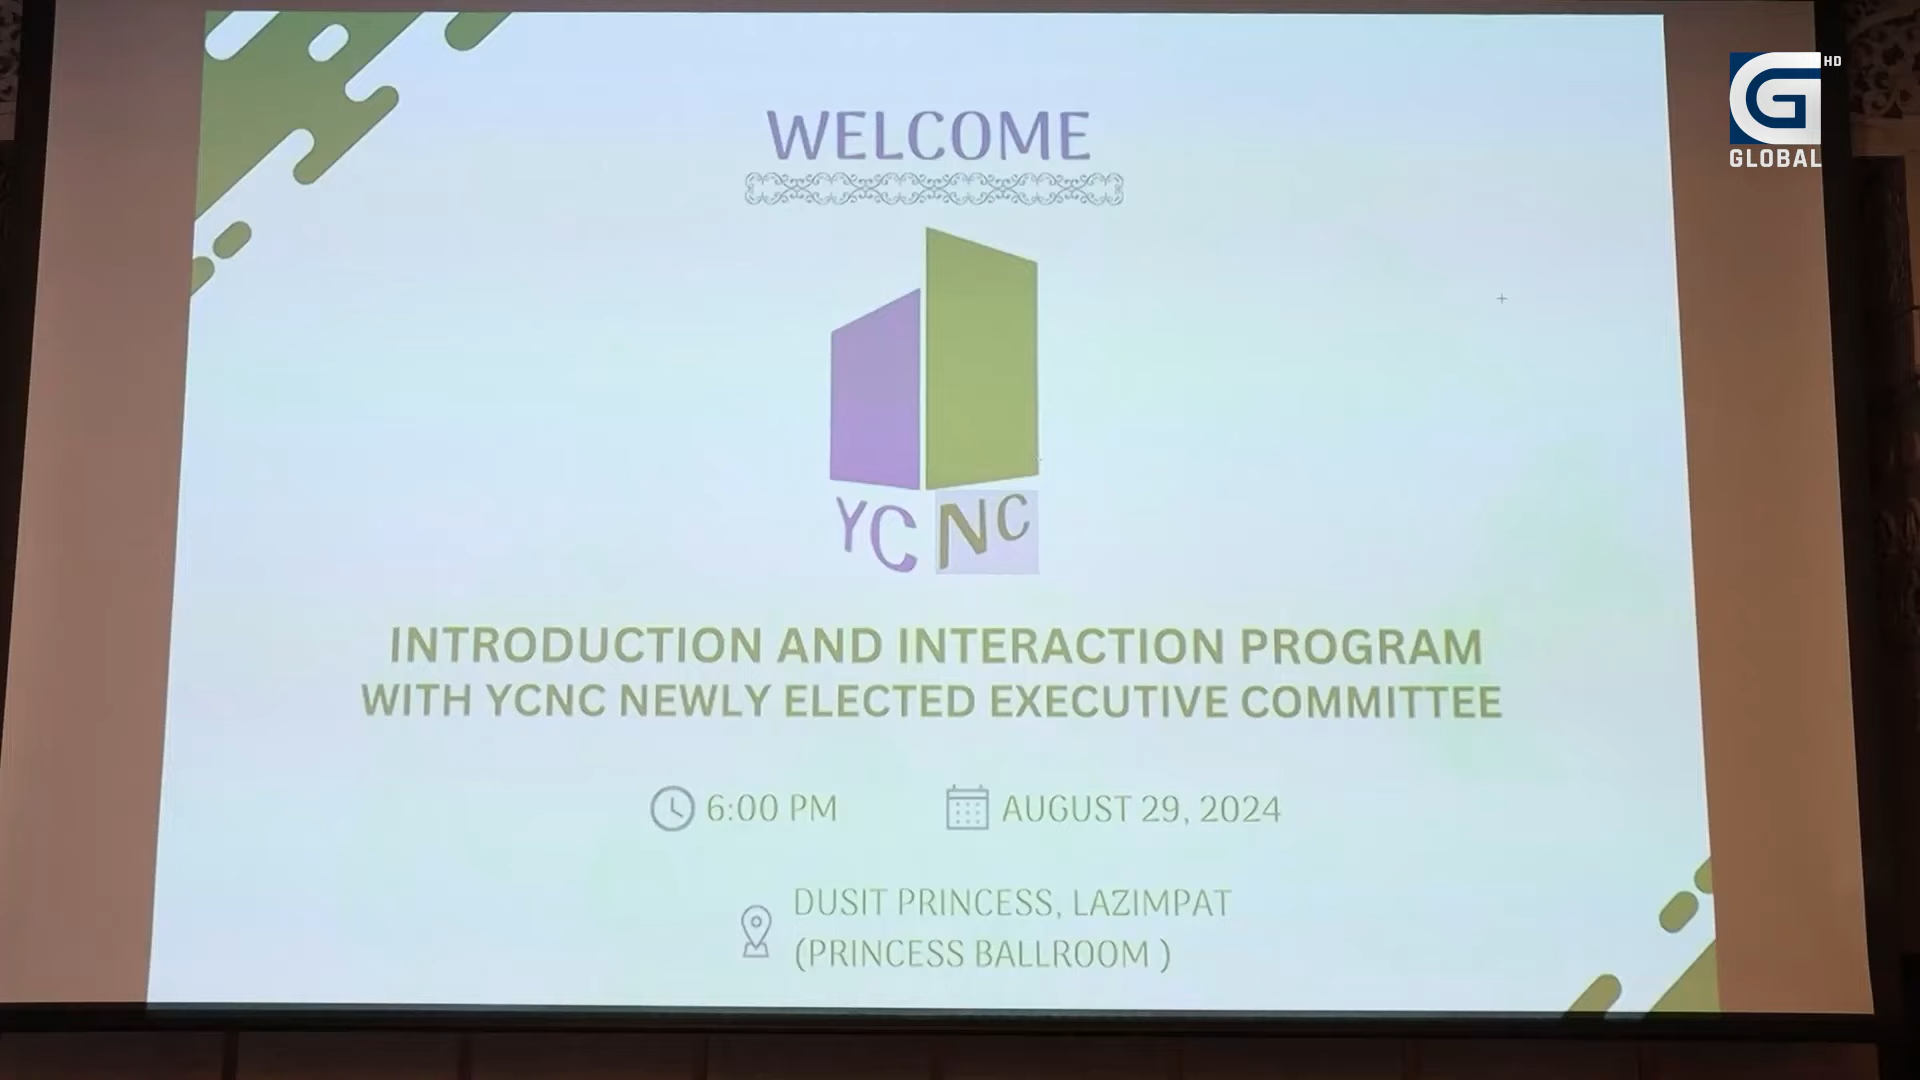 WELCOME
YCNC
INTRODUCTION AND INTERACTION PROGRAM
WITH YCNC NEWLY ELECTED EXECUTIVE COMMITTEE
6:00 PM
AUGUST 29, 2024
DUSIT PRINCESS, LAZIMPAT
(PRINCESS BALLROOM )
G HD
GLOBAL